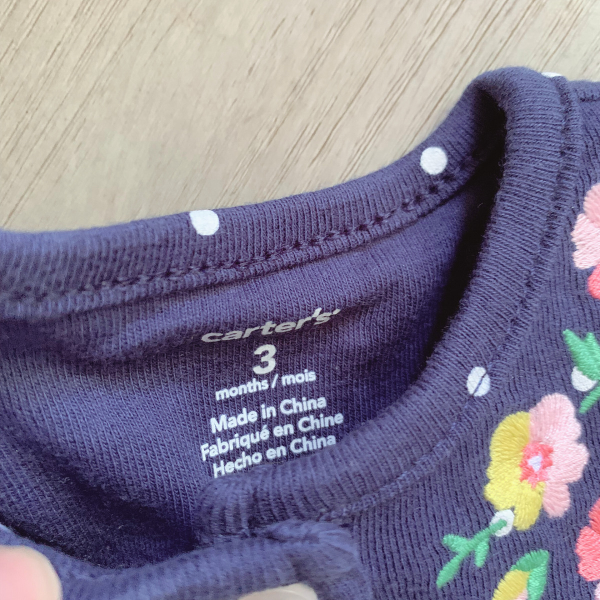 carter's
3
months / mois
Made in China
Fabriqué en Chine
Hecho en China